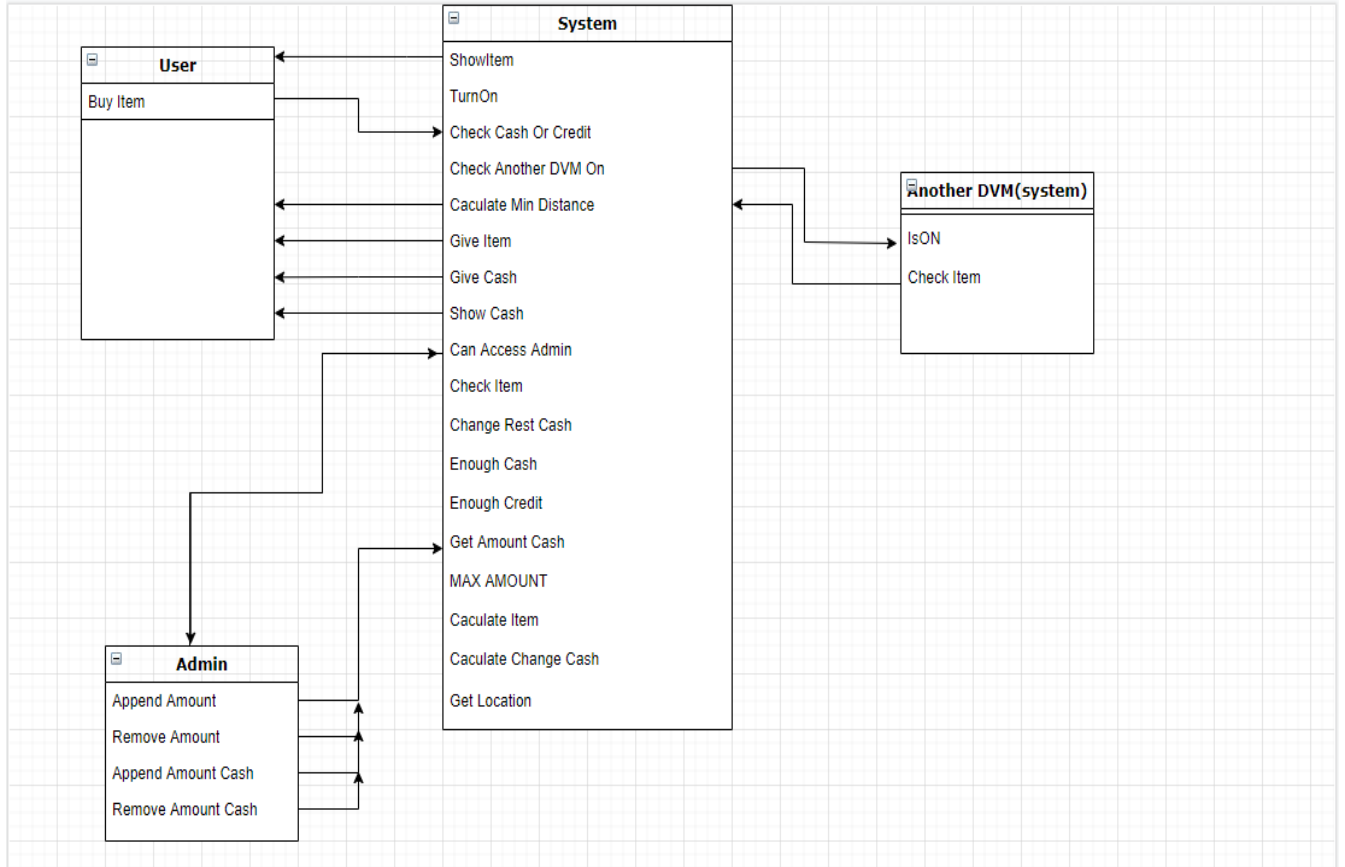 System
ShowItem
TurnOn
Check Cash Or Credit
Check Another DVM On
Caculate Min Distance
Give Item
Give Cash
Show Cash
Can Access Admin
Check Item
Change Rest Cash
Enough Cash
Enough Credit
Get Amount Cash
MAX AMOUNT
Caculate Item
Caculate Change Cash
Get Location
User
Buy Item
Another DVM(system)
IsON
Check Item
Admin
Append Amount
Remove Amount
Append Amount Cash
Remove Amount Cash